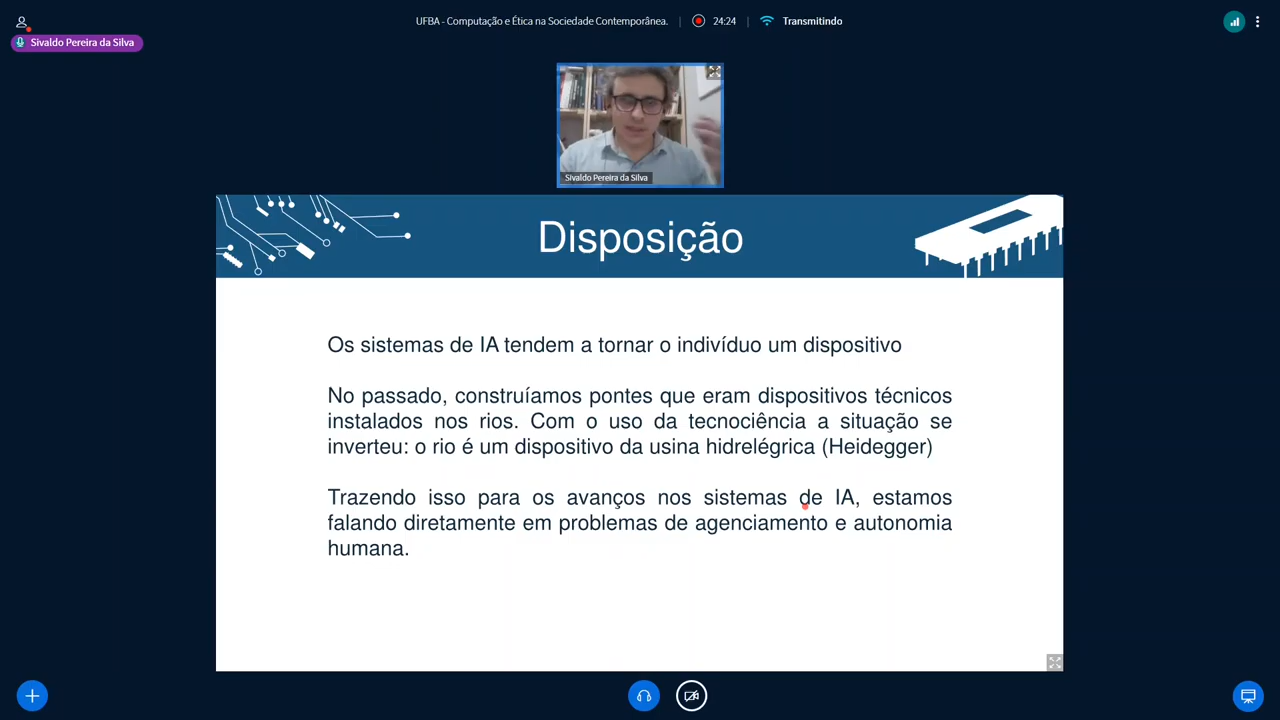 UFBA - Computação e Ética na Sociedade Contemporânea.
24:24
Transmitindo
Sivaldo Pereira da Silva
Sivaldo Pereira da Silva
Disposição
Os sistemas de IA tendem a tornar o indivíduo um dispositivo
No passado, construíamos pontes que eram dispositivos técnicos
instalados nos rios. Com o uso da tecnociência a situação se
inverteu: o rio é um dispositivo da usina hidrelégrica (Heidegger)
Trazendo isso para os avanços nos sistemas de IA, estamos
falando diretamente em problemas de agenciamento e autonomia
humana.